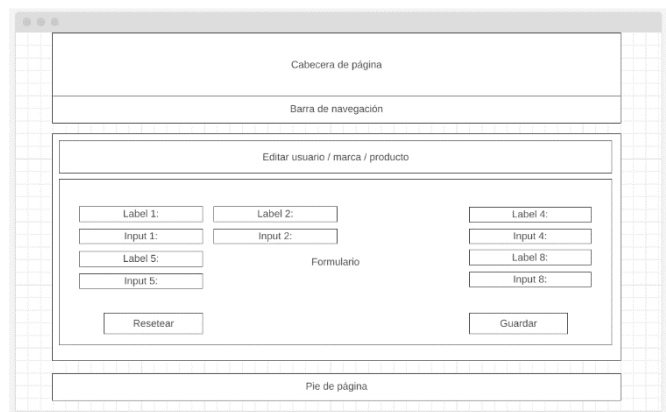 Cabecera de página
Barra de navegación
Editar usuario / marca / producto
Label 1:
Label 2:
Label 4:
Input 1:
Input 2:
Input 4:
Label 5:
Formulario
Label 8:
Input 5:
Input 8:
Resetear
Guardar
Pie de página